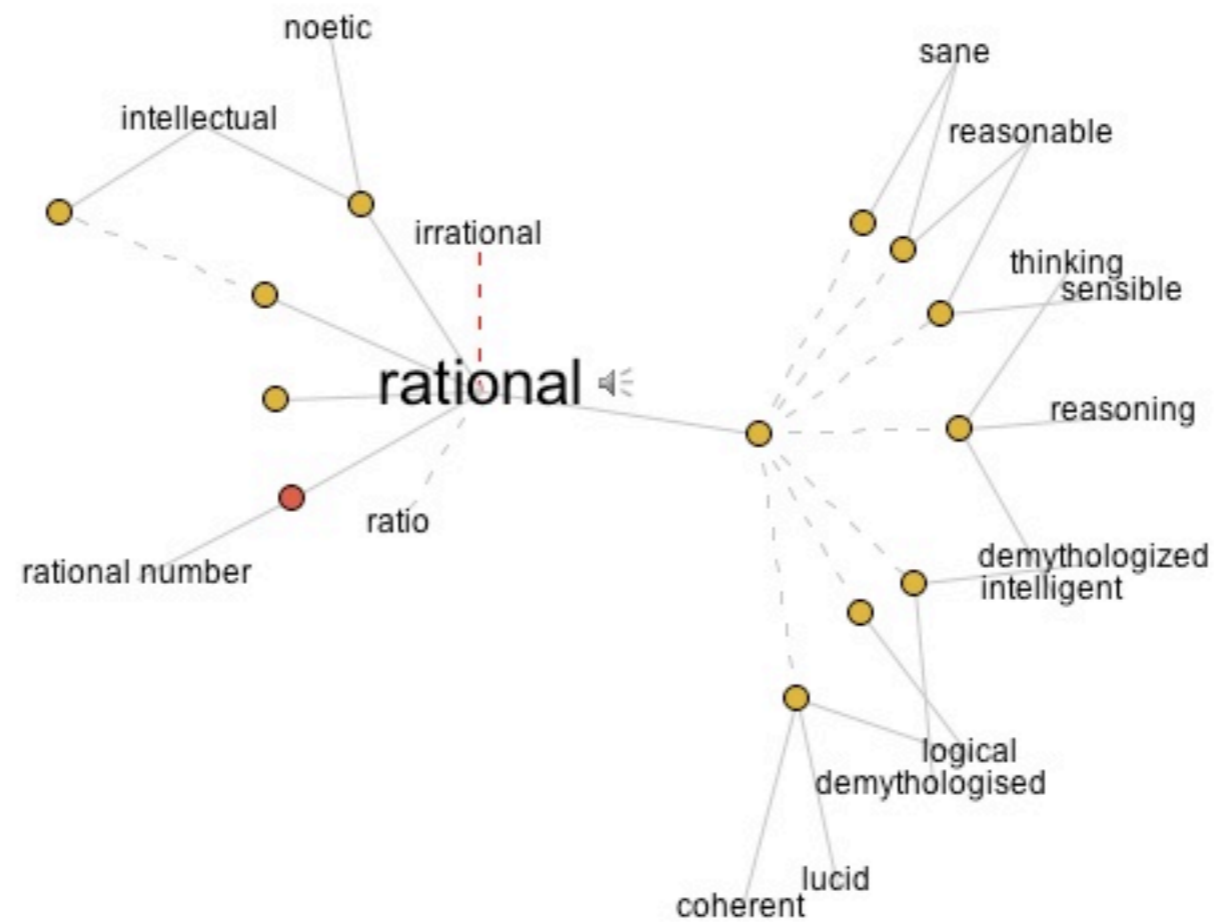 noetic
sane
intellectual
reasonable
irrational
thinking
sensible
rational
reasoning
ratio
rational number
demythologized
intelligent
logical
demythologised
lucid
coherent